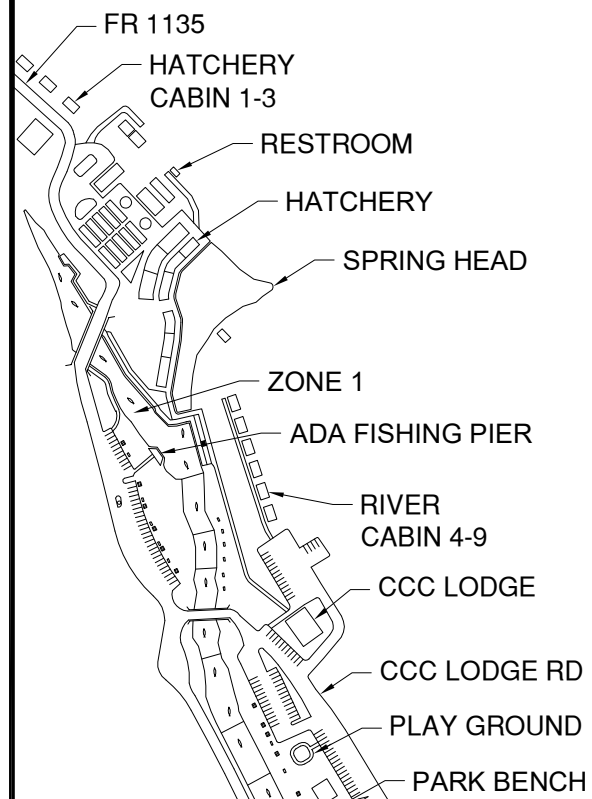 FR 1135
HATCHERY
CABIN 1-3
RESTROOM
HATCHERY
SPRING HEAD
ZONE 1
ADA FISHING PIER
RIVER
CABIN 4-9
CCC LODGE
CCC LODGE RD
PLAY GROUND
PARK BENCH